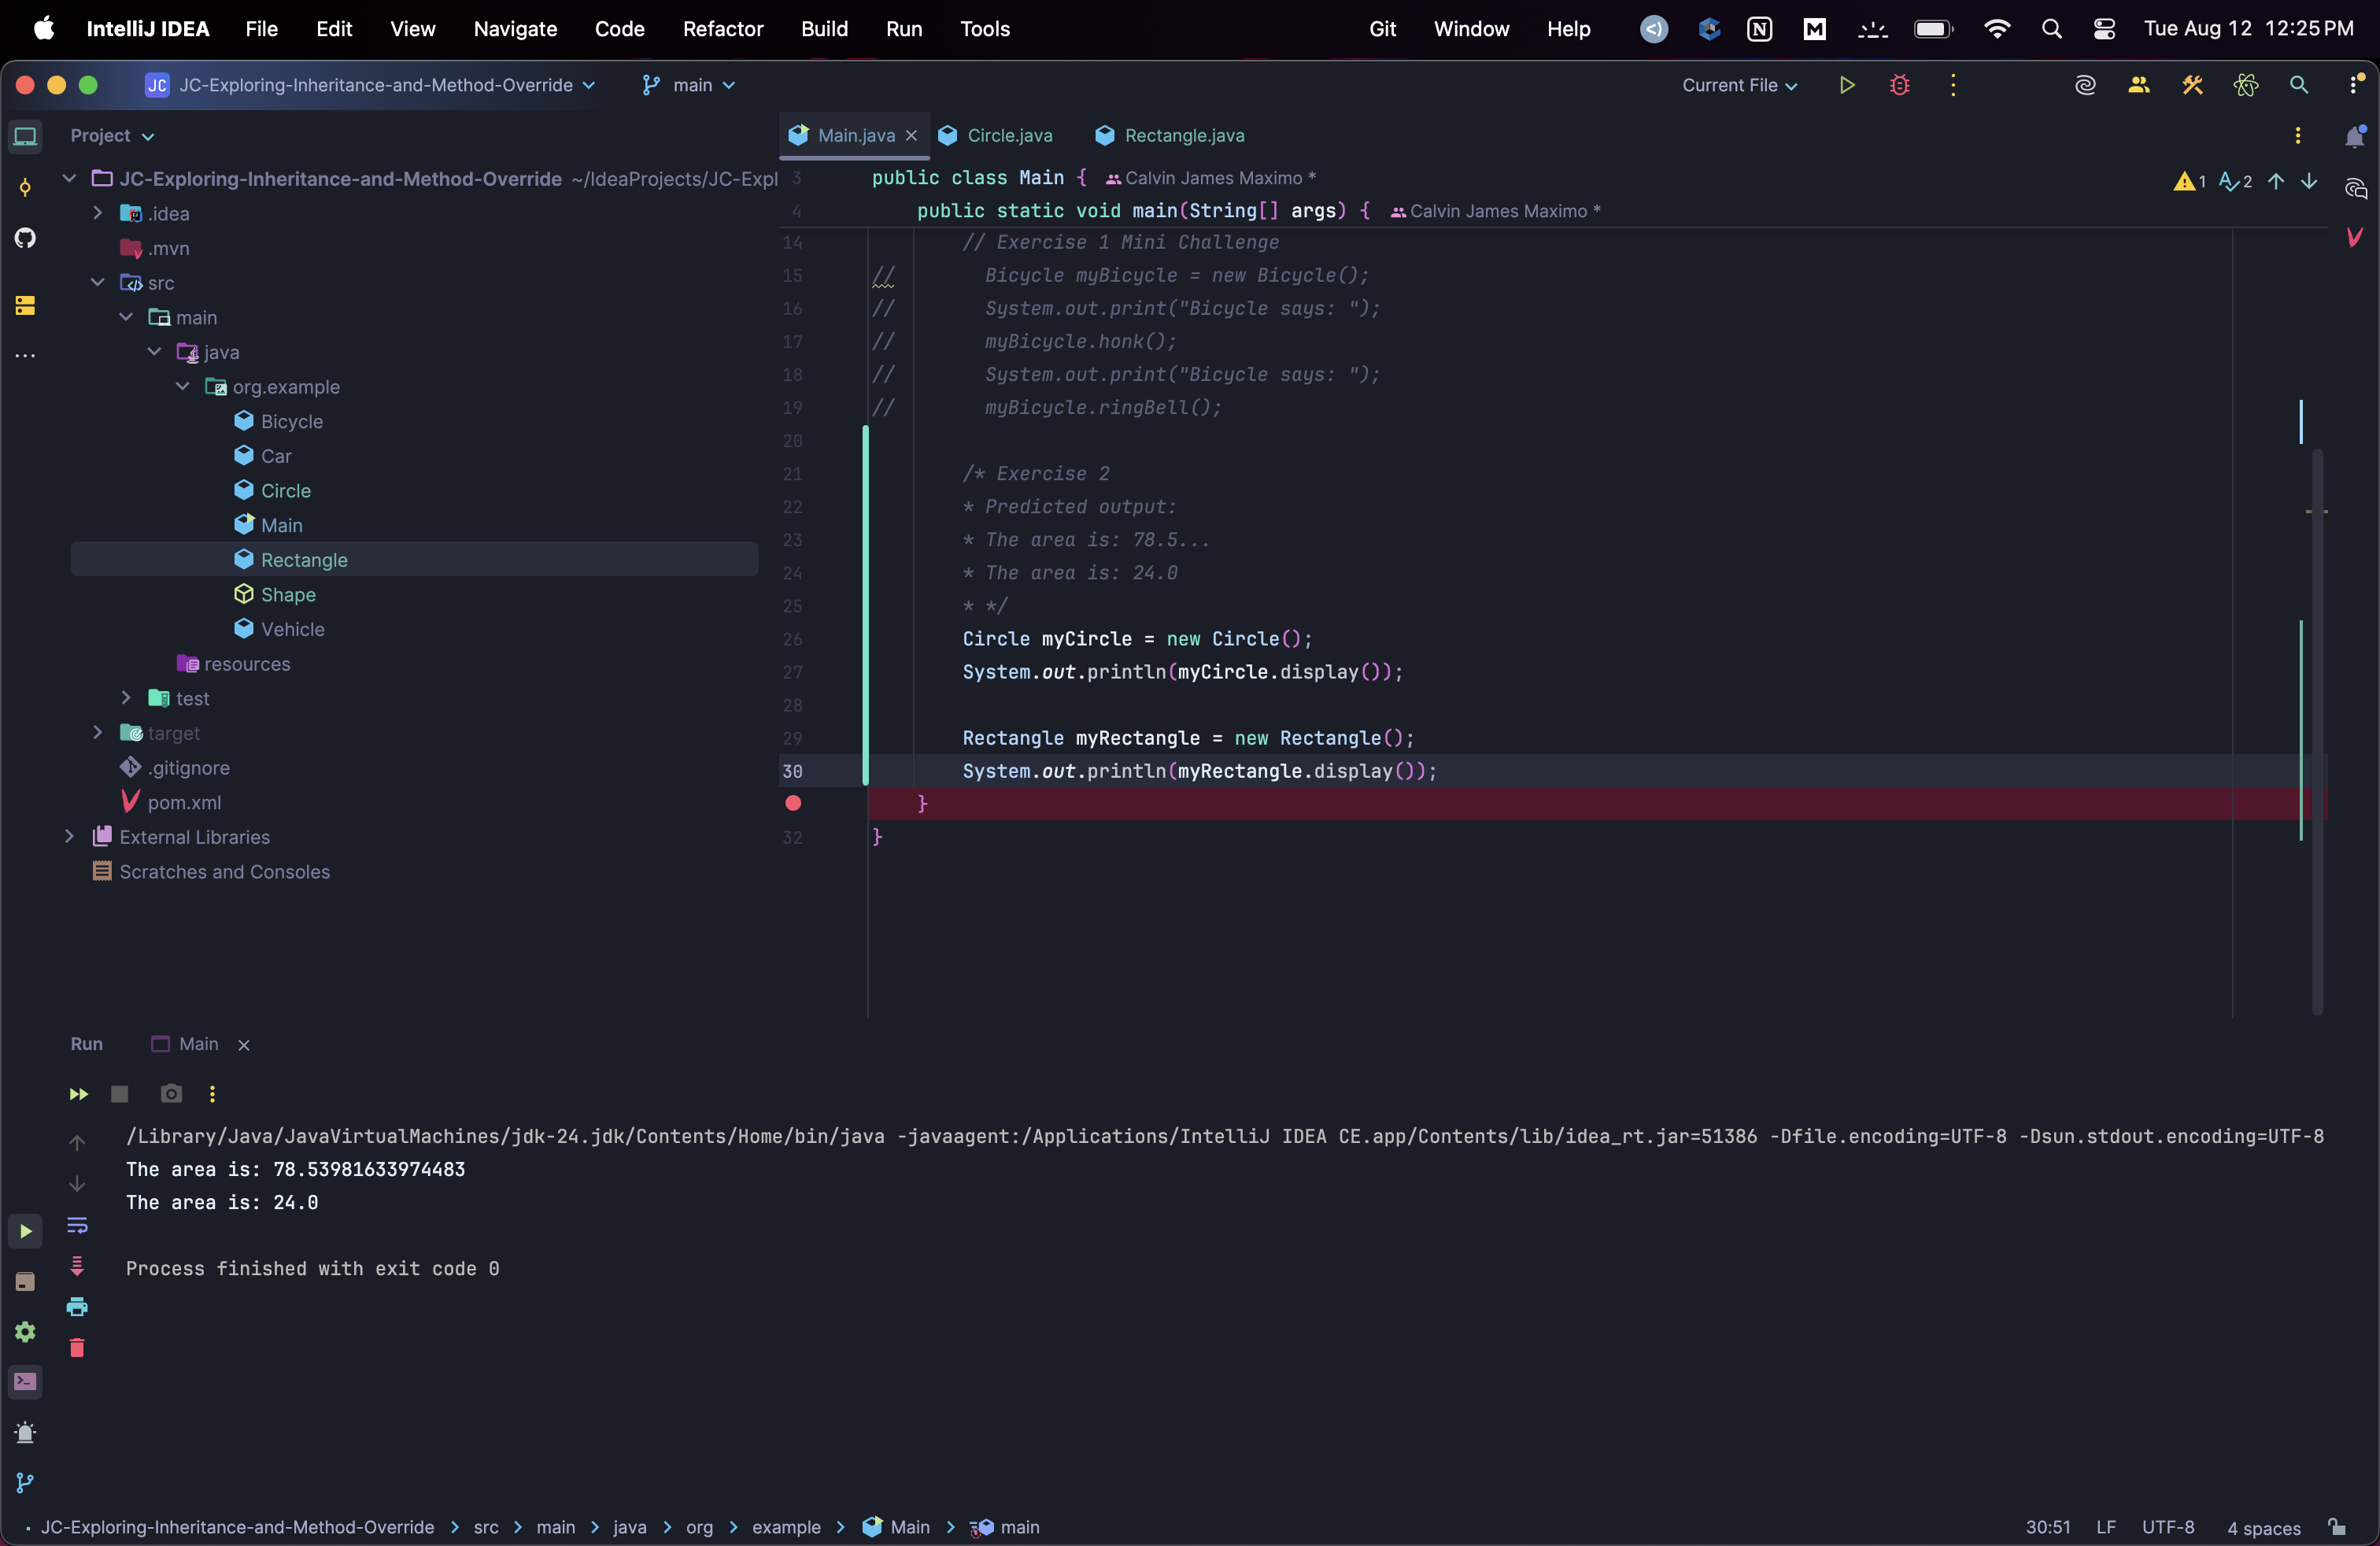 IntelliJ IDEA File Edit View Navigate Code Refactor Build Run Tools Git Window Help Tue Aug 12 12:25 PM
JC JC-Exploring-Inheritance-and-Method-Override main Current File
Project
JC-Exploring-Inheritance-and-Method-Override ~/IdeaProjects/JC-Expl
.idea
.mvn
src
main
java
org.example
Bicycle
Car
Circle
Main
Rectangle
Shape
Vehicle
resources
test
target
.gitignore
pom.xml
External Libraries
Scratches and Consoles
Main.java Circle.java Rectangle.java
1 2
3 public class Main { Calvin James Maximo *
4 public static void main(String[] args) { Calvin James Maximo *
14 // Exercise 1 Mini Challenge
15 // Bicycle myBicycle = new Bicycle();
16 // System.out.print("Bicycle says: ");
17 // myBicycle.honk();
18 // System.out.print("Bicycle says: ");
19 // myBicycle.ringBell();
20
21 /* Exercise 2
22 * Predicted output:
23 * The area is: 78.5...
24 * The area is: 24.0
25 * */
26 Circle myCircle = new Circle();
27 System.out.println(myCircle.display());
28
29 Rectangle myRectangle = new Rectangle();
30 System.out.println(myRectangle.display());
}
32 }
Run Main
/Library/Java/JavaVirtualMachines/jdk-24.jdk/Contents/Home/bin/java -javaagent:/Applications/IntelliJ IDEA CE.app/Contents/lib/idea_rt.jar=51386 -Dfile.encoding=UTF-8 -Dsun.stdout.encoding=UTF-8
The area is: 78.53981633974483
The area is: 24.0
Process finished with exit code 0
JC-Exploring-Inheritance-and-Method-Override > src > main > java > org > example > Main > main 30:51 LF UTF-8 4 spaces